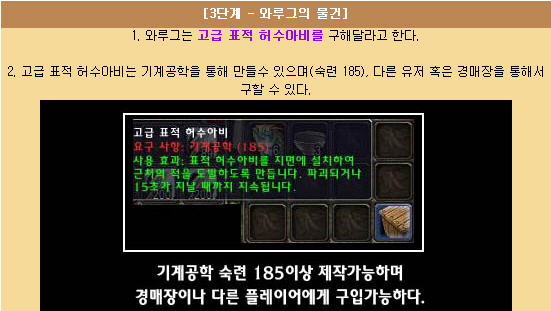 [3단계 - 와루그의 물건]
1. 와루그는 고급 표적 허수아비를 구해달라고 한다.
2. 고급 표적 허수아비는 기계공학을 통해 만들수 있으며(숙련 185), 다른 유저 혹은 경매장을 통해서
구할 수 있다.
고급 표적 허수아비
요구 사항: 기계공학 (185)
사용 효과: 표적 허수아비를 지면에 설치하여
근처의 적을 도발하도록 만듭니다. 파괴되거나
15초가 지날 때까지 지속됩니다.
기계공학 숙련 185이상 제작가능하며
경매장이나 다른 플레이어에게 구입가능하다.